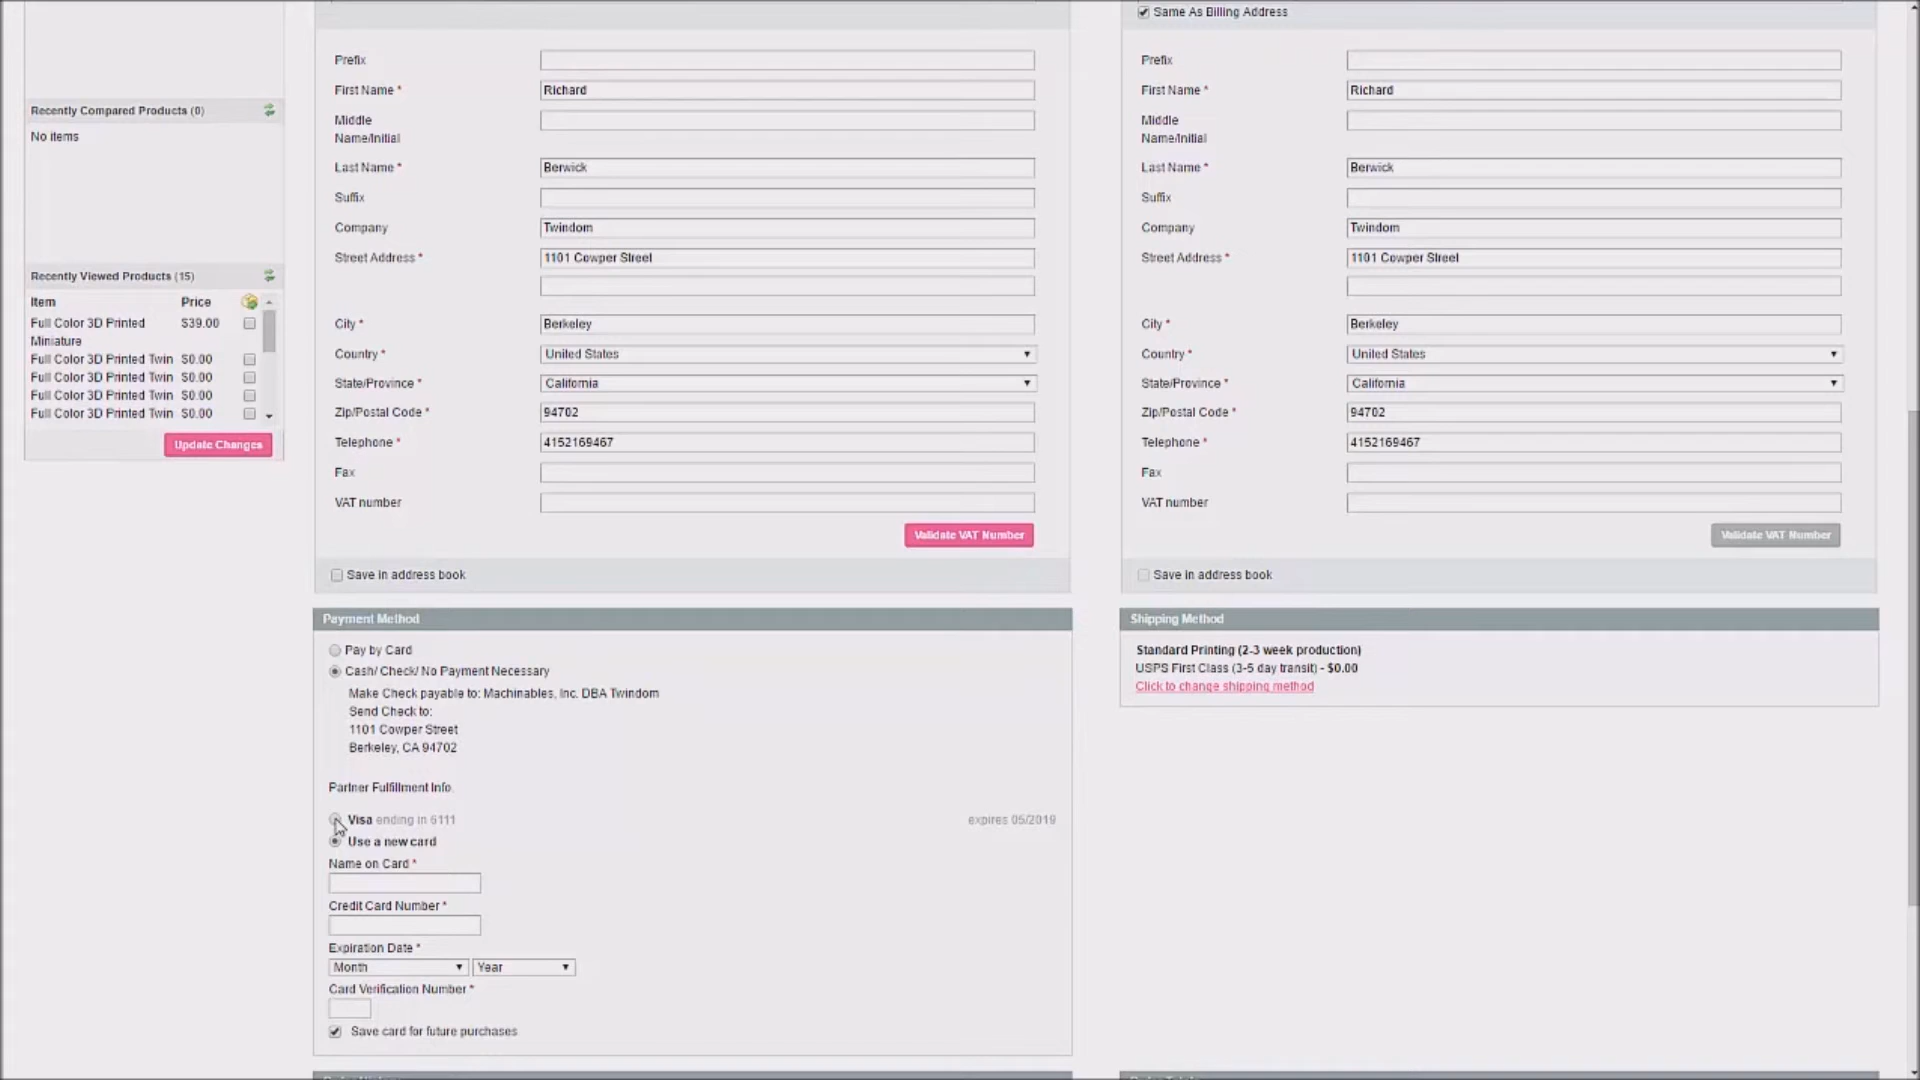 Recently Compared Products (0)
No items
Recently Viewed Products (15)
Item Price
Full Color 3D Printed Miniature $39.00
Full Color 3D Printed Twin $0.00
Full Color 3D Printed Twin $0.00
Full Color 3D Printed Twin $0.00
Full Color 3D Printed Twin $0.00
Update Changes
Prefix
First Name * Richard
Middle Name/Initial
Last Name * Berwick
Suffix
Company Twindom
Street Address * 1101 Cowper Street
City * Berkeley
Country * United States
State/Province * California
Zip/Postal Code * 94702
Telephone * 4152169467
Fax
VAT number
Validate VAT Number
Save in address book
Same As Billing Address
Prefix
First Name * Richard
Middle Name/Initial
Last Name * Berwick
Suffix
Company Twindom
Street Address * 1101 Cowper Street
City * Berkeley
Country * United States
State/Province * California
Zip/Postal Code * 94702
Telephone * 4152169467
Fax
VAT number
Validate VAT Number
Save in address book
Payment Method
Pay by Card
Cash/ Check/ No Payment Necessary
Make Check payable to: Machinables, Inc. DBA Twindom
Send Check to:
1101 Cowper Street
Berkeley, CA 94702
Partner Fulfillment Info
Visa ending in 6111 expires 05/2019
Use a new card
Name on Card *
Credit Card Number *
Expiration Date *
Month Year
Card Verification Number *
Save card for future purchases
Shipping Method
Standard Printing (2-3 week production)
USPS First Class (3-5 day transit) - $0.00
Click to change shipping method